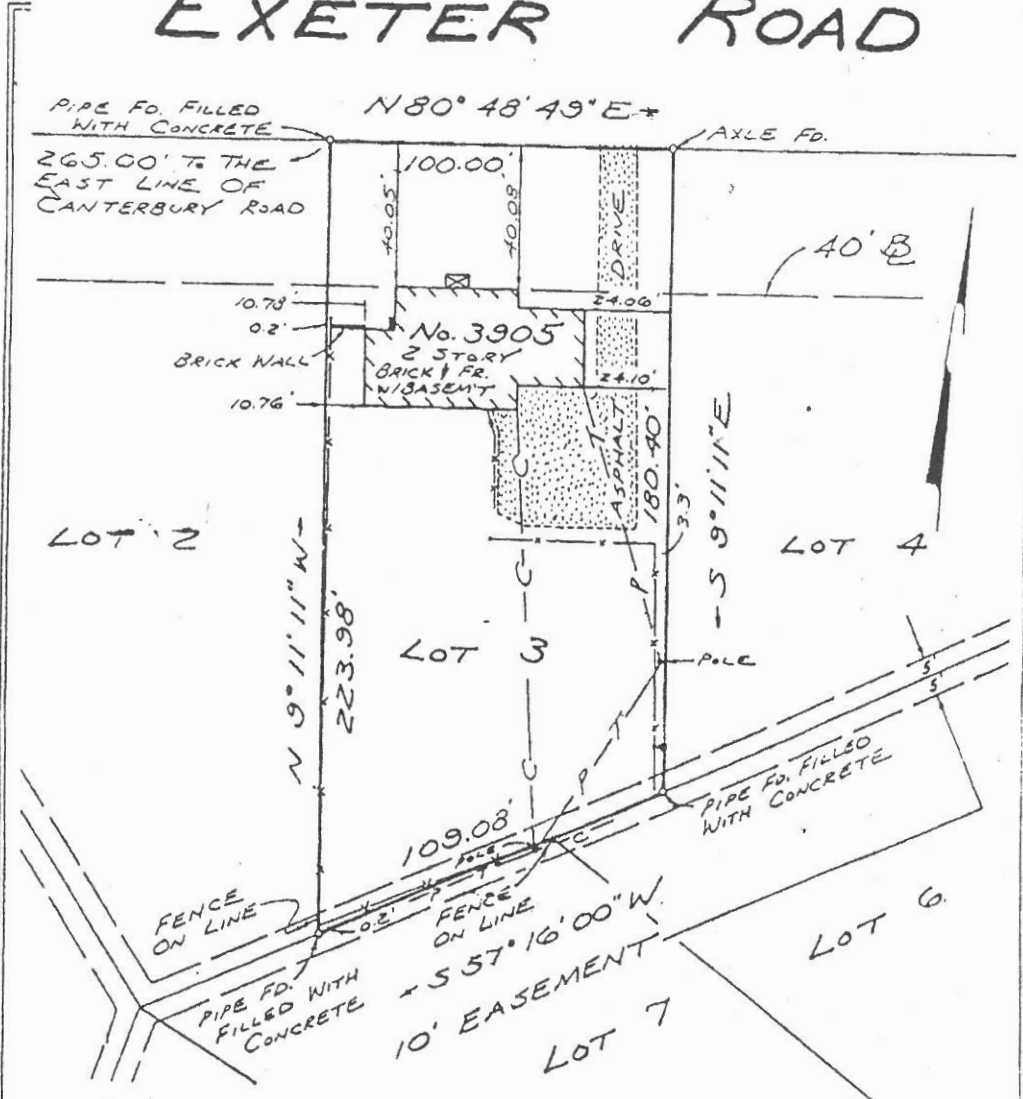 EXETER ROAD
PIPE FD. FILLED
WITH CONCRETE
N 80° 48' 49" E
AXLE FD.
265.00' TO THE
EAST LINE OF
CANTERBURY ROAD
100.00'
40.05'
40.08'
DRIVE
40' BL
10.78'
24.06'
0.2'
No. 3905
2 STORY
BRICK & FR.
W/BASEM'T
BRICK WALL
24.10'
10.76'
ASPHALT
180.40'
S 9° 11' 11" E
3.3'
T
C
LOT 2
LOT 4
N 9° 11' 11" W
223.98'
C
P
LOT 3
POLE
5'
5'
T
C
P
PIPE FD. FILLED
WITH CONCRETE
109.08'
POLE
C
P
T
FENCE
ON LINE
0.2'
FENCE
ON LINE
S 57° 16' 00" W.
PIPE FD.
FILLED WITH
CONCRETE
10' EASEMENT
LOT 6
LOT 7